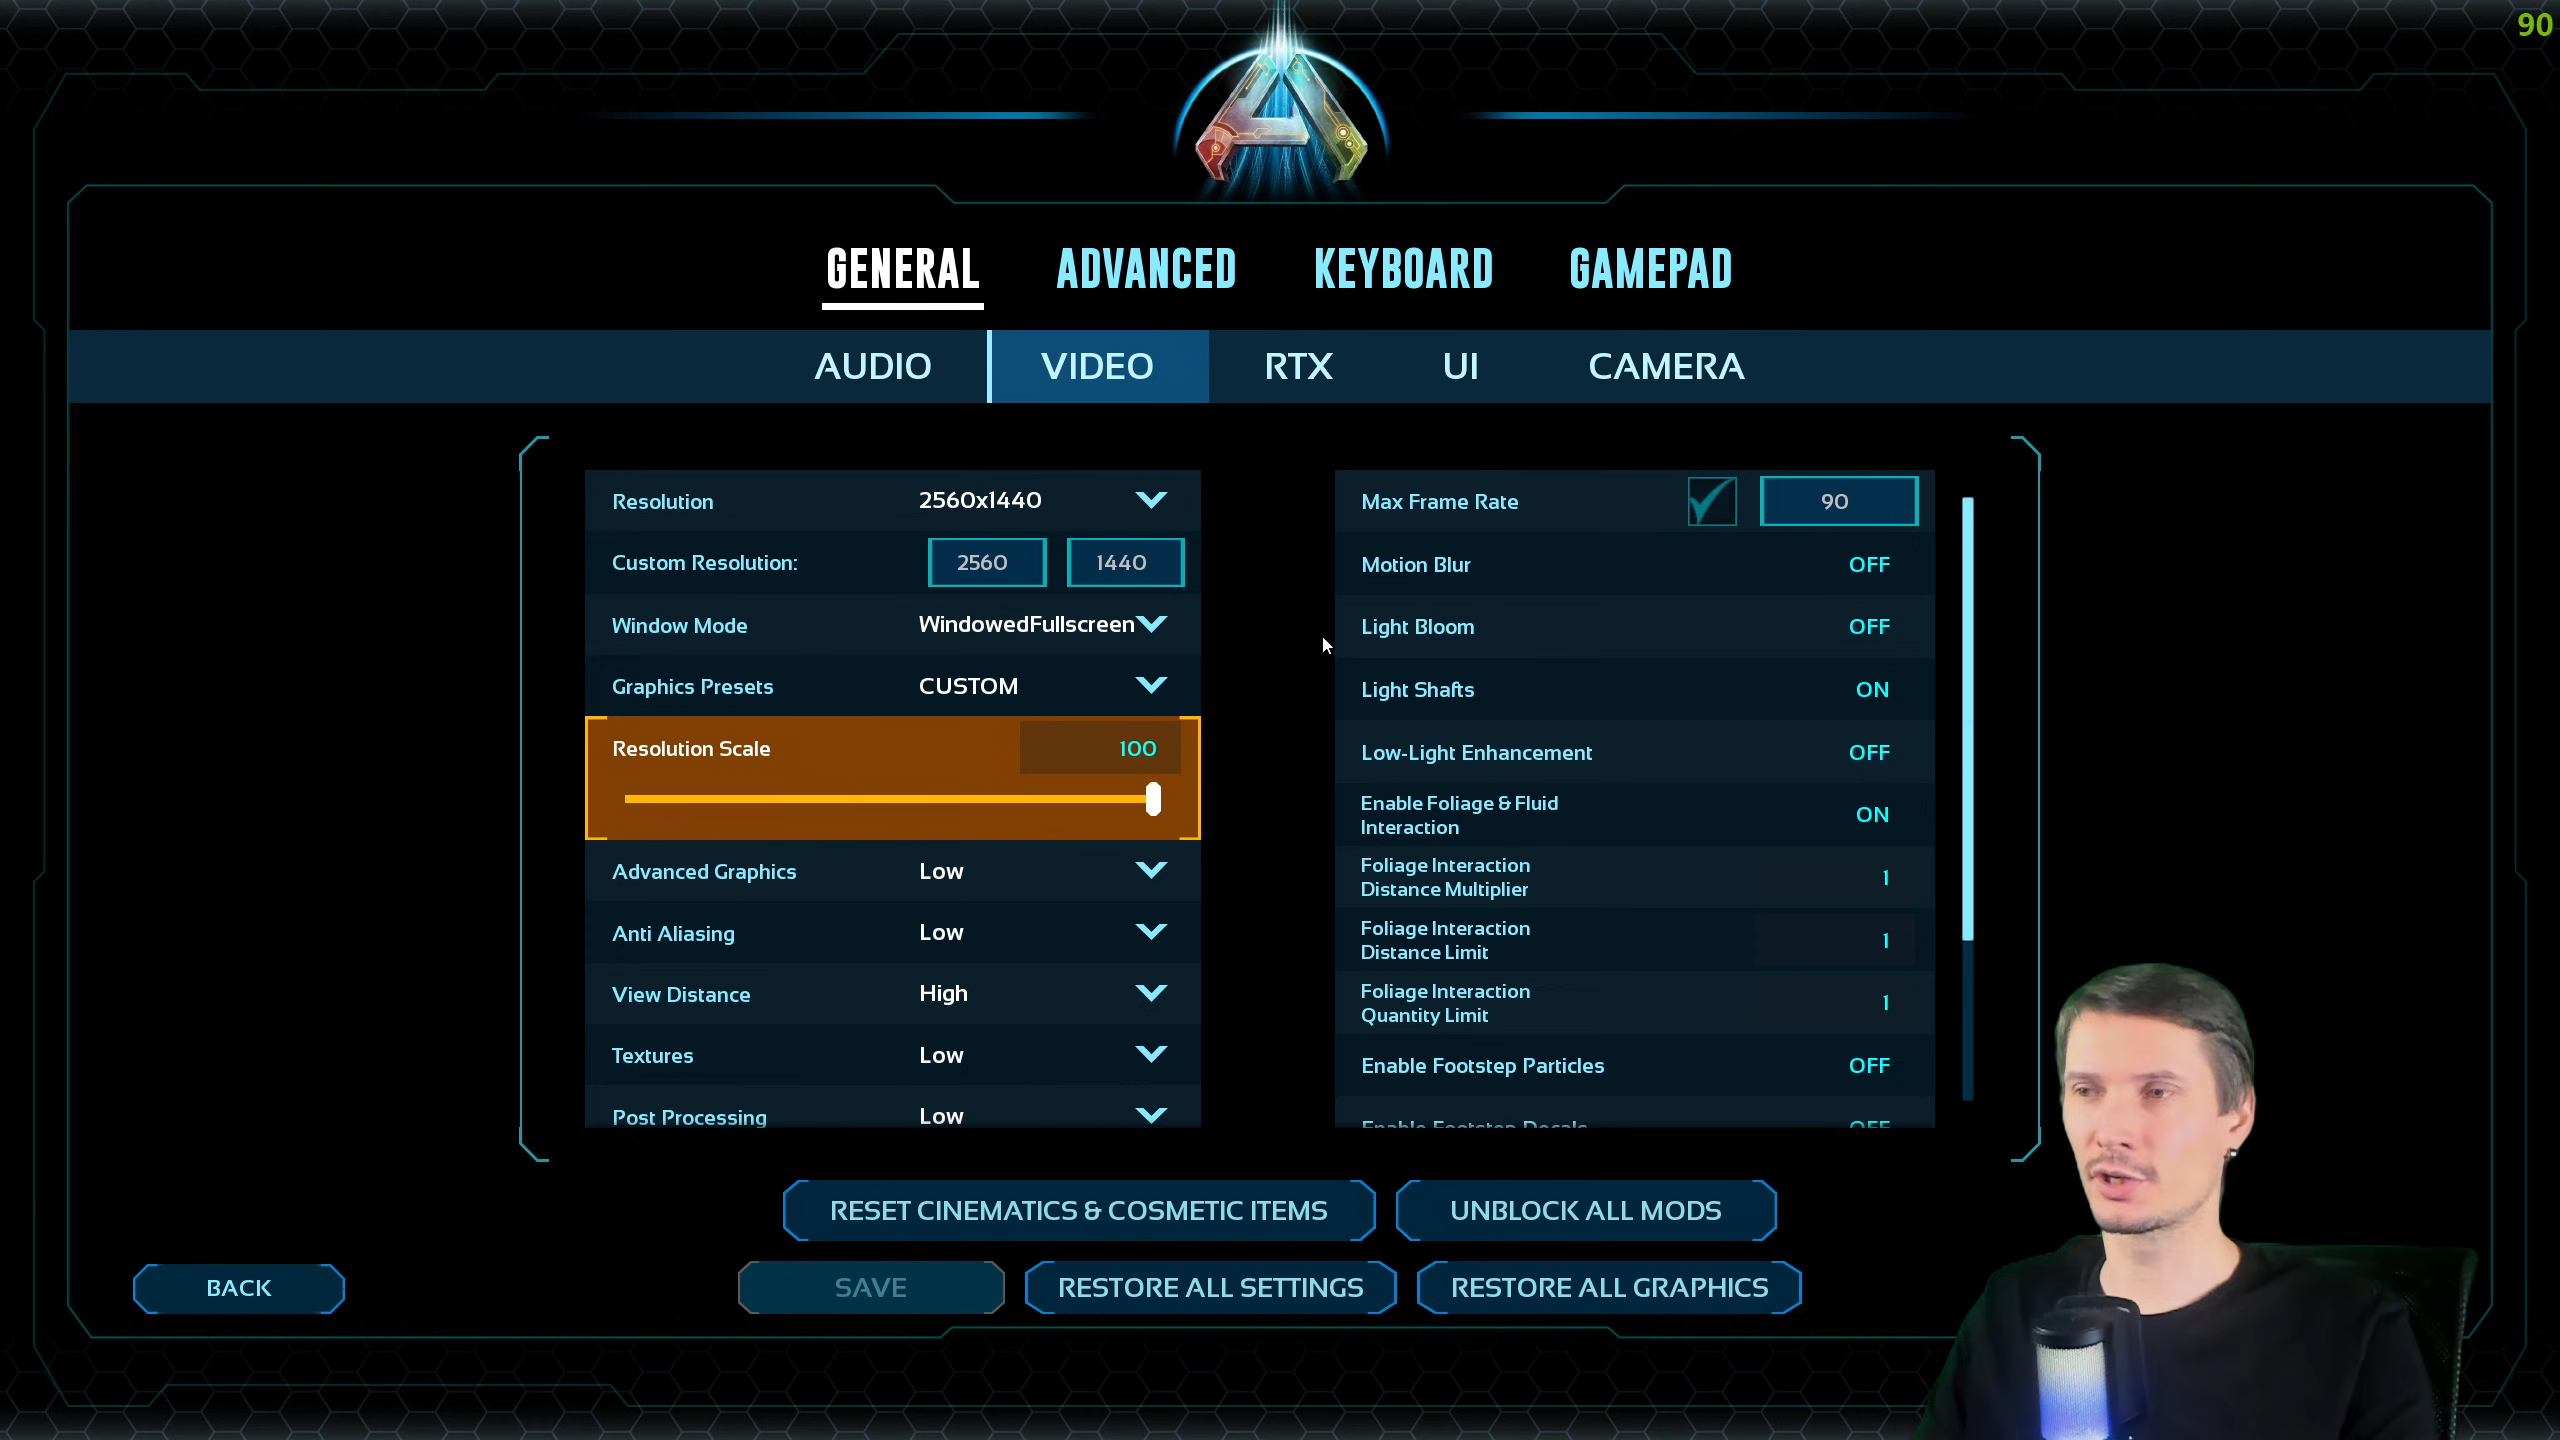 90
GENERAL ADVANCED KEYBOARD GAMEPAD
AUDIO VIDEO RTX UI CAMERA
Resolution 2560x1440
Custom Resolution: 2560 1440
Window Mode WindowedFullscreen
Graphics Presets CUSTOM
Resolution Scale 100
Advanced Graphics Low
Anti Aliasing Low
View Distance High
Textures Low
Post Processing Low
Max Frame Rate 90
Motion Blur OFF
Light Bloom OFF
Light Shafts ON
Low-Light Enhancement OFF
Enable Foliage & Fluid
Interaction ON
Foliage Interaction
Distance Multiplier 1
Foliage Interaction
Distance Limit 1
Foliage Interaction
Quantity Limit 1
Enable Footstep Particles OFF
Enable Footstep Decals OFF
RESET CINEMATICS & COSMETIC ITEMS UNBLOCK ALL MODS
BACK SAVE RESTORE ALL SETTINGS RESTORE ALL GRAPHICS